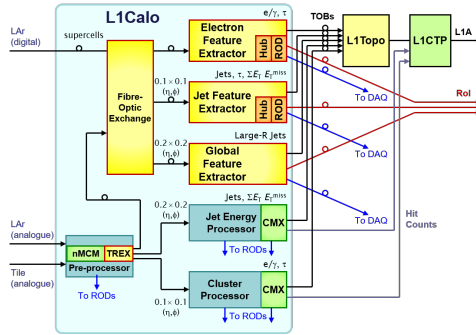 L1Calo
LAr
(digital)
supercells
Fibre-
Optic
Exchange
e/γ, τ
Electron
Feature
Extractor
Hub
ROD
TOBs
L1Topo
L1CTP
L1A
0.1 × 0.1
(η,ϕ)
Jets, τ, ΣE_T E_T^miss
Jet Feature
Extractor
Hub
ROD
To DAQ
RoI
0.2 × 0.2
(η,ϕ)
Large-R Jets
Global
Feature
Extractor
To DAQ
To DAQ
Hit
Counts
0.2 × 0.2
(η,ϕ)
Jets, ΣE_T E_T^miss
Jet Energy
Processor
CMX
To RODs
LAr
(analogue)
Tile
(analogue)
nMCM
TREX
Pre-processor
To RODs
0.1 × 0.1
(η,ϕ)
e/γ, τ
Cluster
Processor
CMX
To RODs